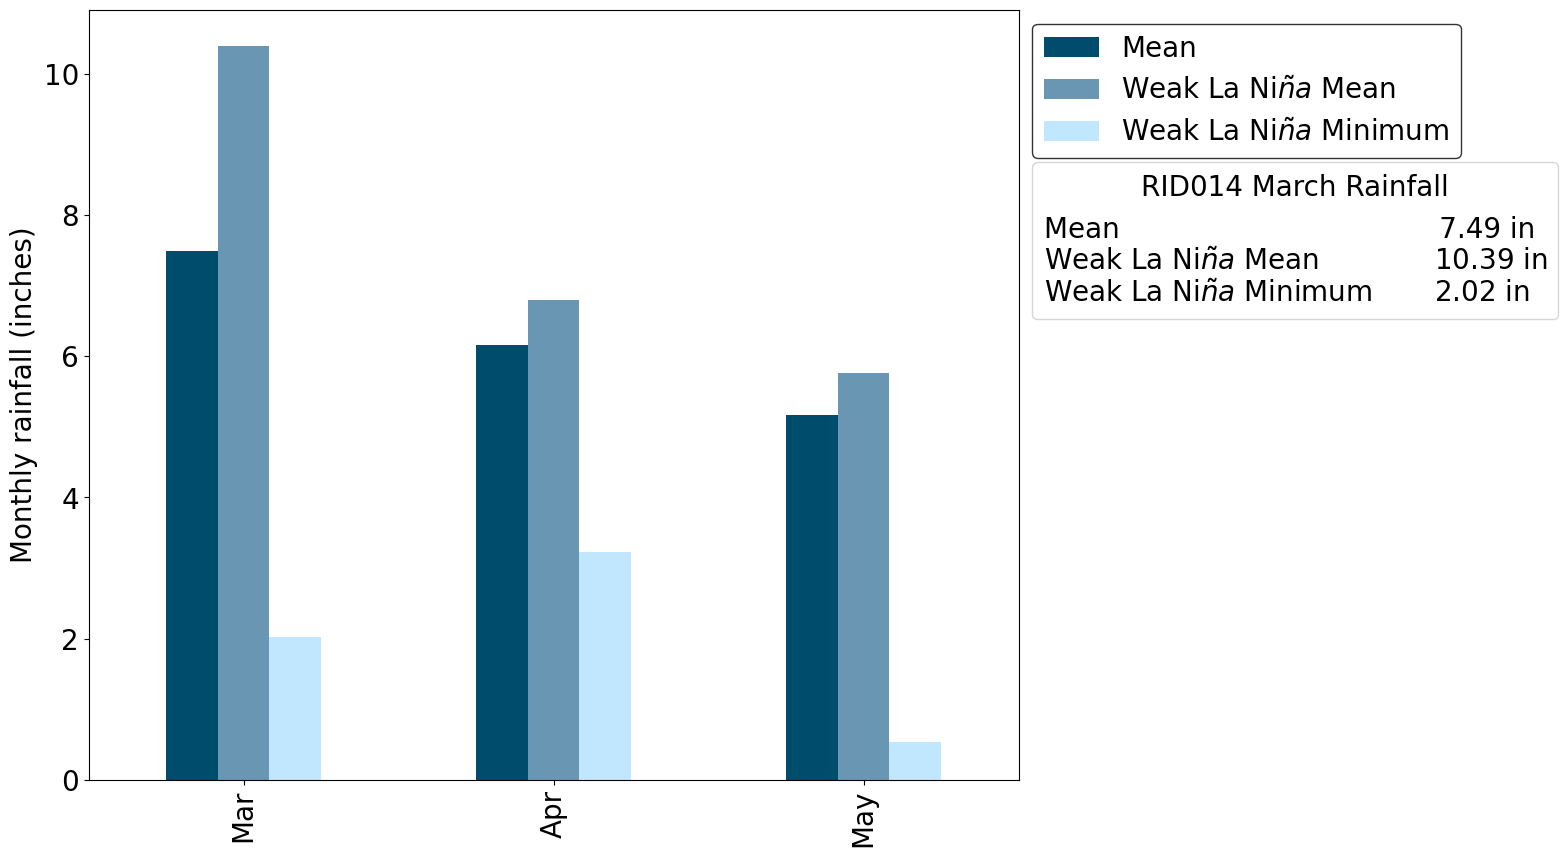 Mean
Weak La Niña Mean
Weak La Niña Minimum
RID014 March Rainfall
Mean 7.49 in
Weak La Niña Mean 10.39 in
Weak La Niña Minimum 2.02 in
Monthly rainfall (inches)
10
8
6
4
2
0
Mar
Apr
May